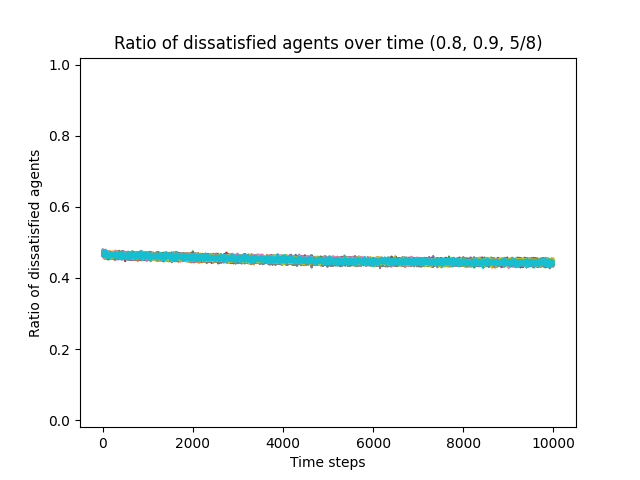 Ratio of dissatisfied agents over time (0.8, 0.9, 5/8)
1.0
0.8
0.6
0.4
0.2
0.0
Ratio of dissatisfied agents
0 2000 4000 6000 8000 10000
Time steps